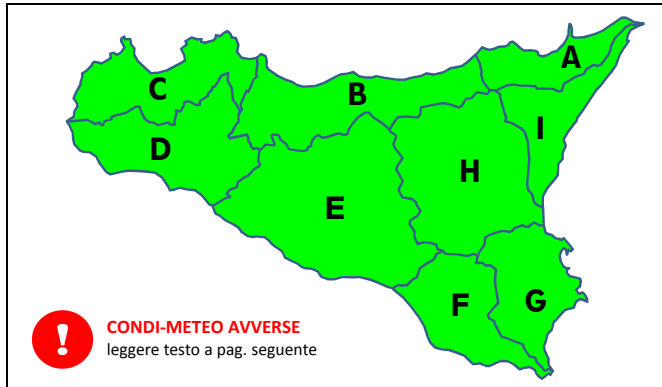 A
C
B
I
D
H
E
G
F
!
CONDI-METEO AVVERSE
leggere testo a pag. seguente